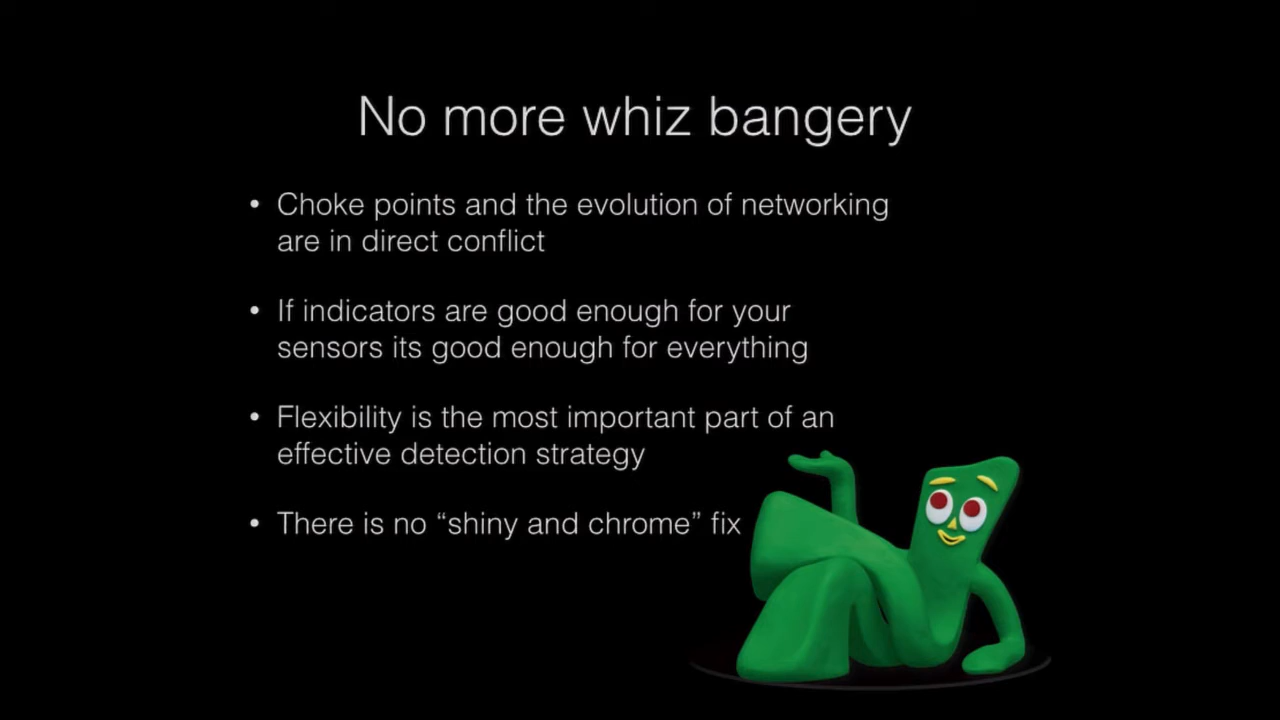 No more whiz bangery
• Choke points and the evolution of networking
are in direct conflict
• If indicators are good enough for your
sensors its good enough for everything
• Flexibility is the most important part of an
effective detection strategy
• There is no “shiny and chrome” fix